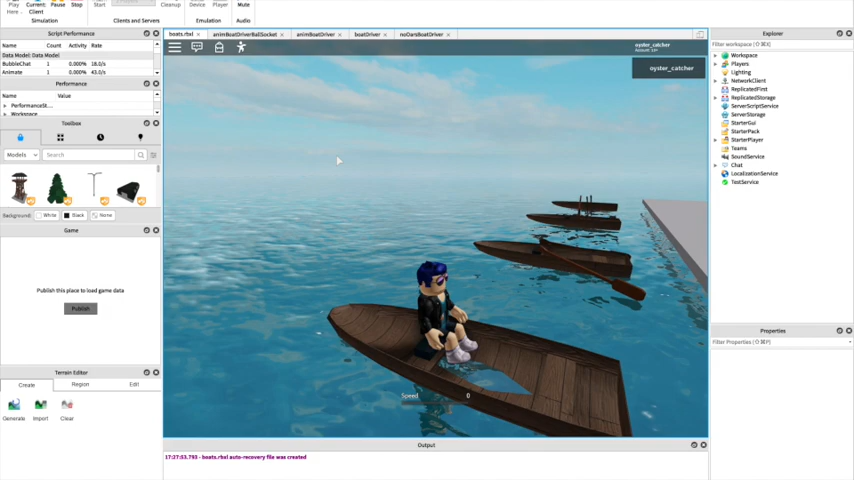 Play Current: Pause Stop
Here Client
Cleanup
Device Player
Mute
Simulation
Clients and Servers
Emulation
Audio
Script Performance
Name Count Activity Rate
Data Model: Data Model
BubbleChat 1 0.000% 18.0/s
Animate 1 0.000% 43.0/s
Performance
Name Value
PerformanceSt...
Workspace
Toolbox
Models Search
Background: White Black None
Game
Publish this place to load game data
Publish
Terrain Editor
Create Region Edit
Generate Import Clear
boats.rbxl animBoatDriverBallSocket animBoatDriver boatDriver noOarsBoatDriver
oyster_catcher
oyster_catcher
Speed 0
Output
17:27:53.793 - boats.rbxl auto-recovery file was created
Explorer
Filter workspace (⇧⌘X)
Workspace
Players
Lighting
NetworkClient
ReplicatedFirst
ReplicatedStorage
ServerScriptService
ServerStorage
StarterGui
StarterPack
StarterPlayer
Teams
SoundService
Chat
LocalizationService
TestService
Properties
Filter Properties (⇧⌘P)